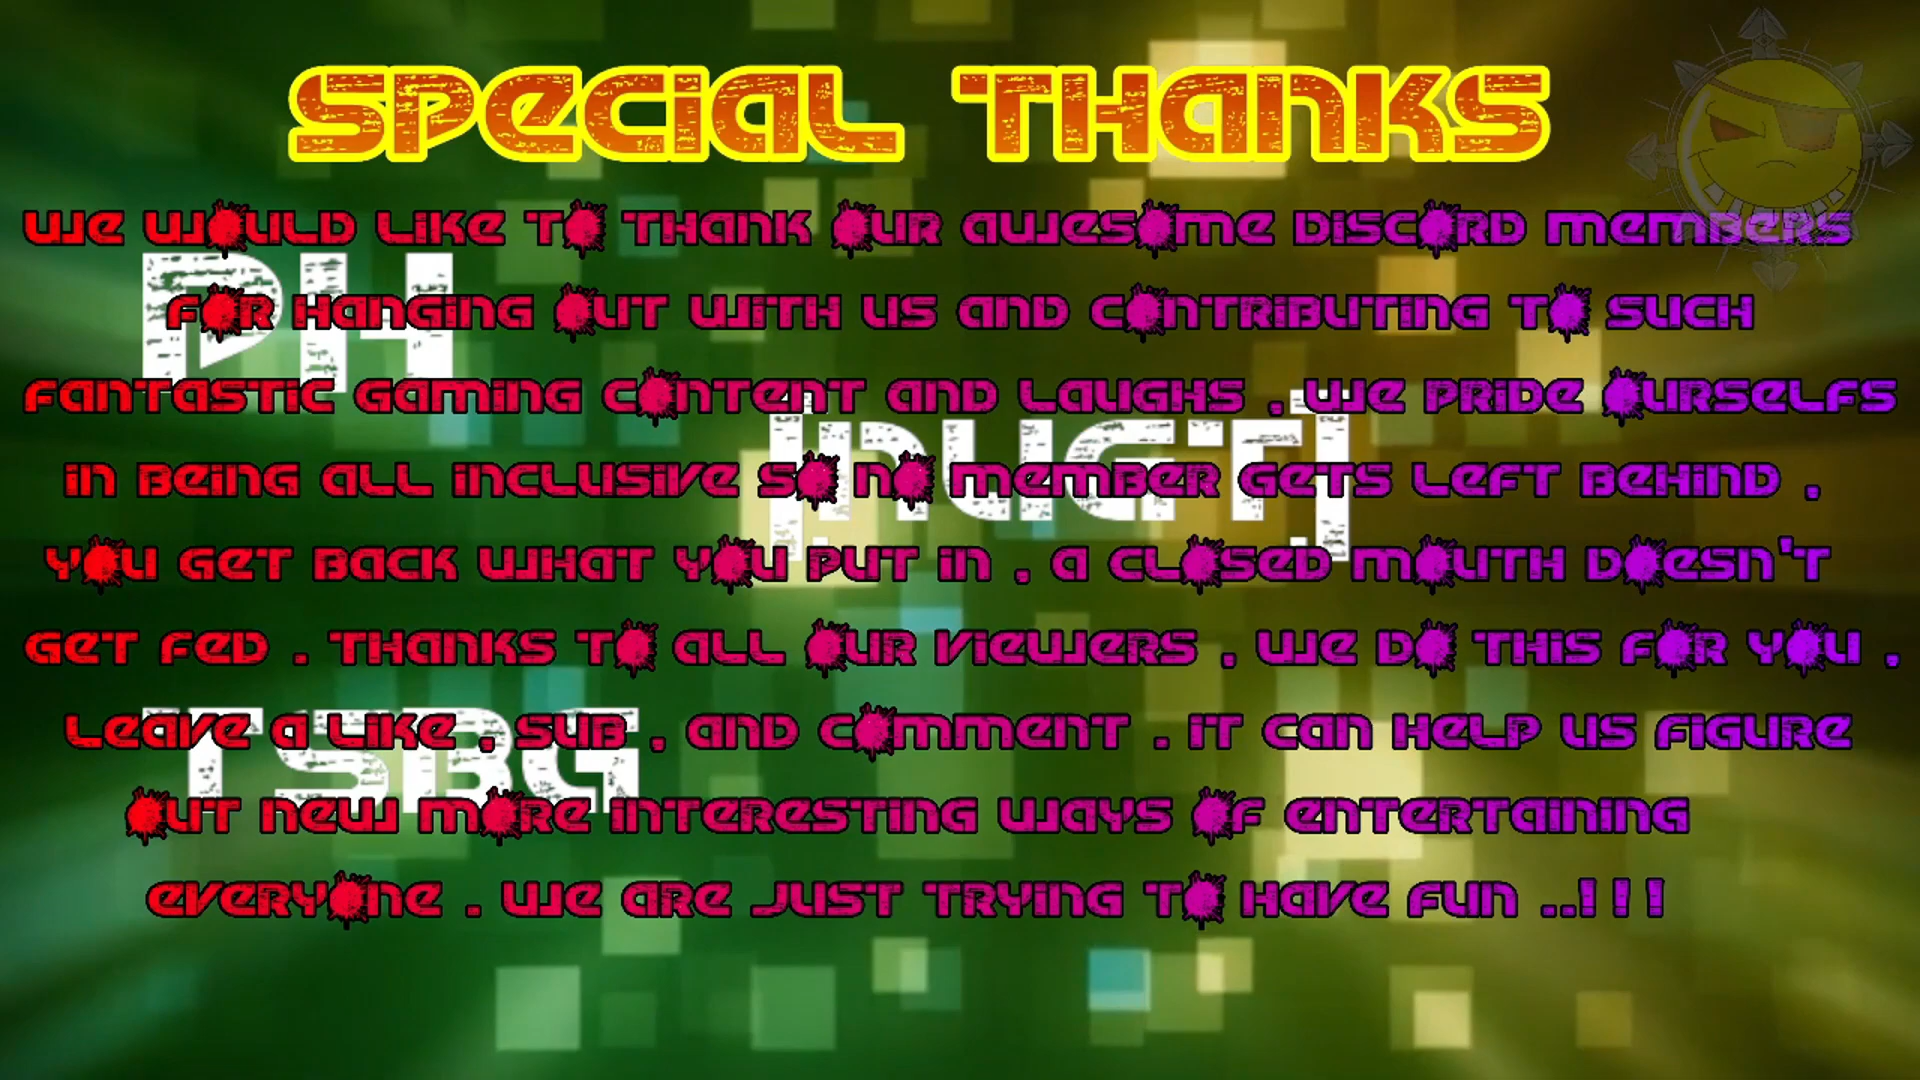 Special Thanks
We would like to thank our awesome Discord members
PH
for hanging out with us and contributing to such
fantastic gaming content and laughs . We pride ourselfs
[NUGT]
in being all inclusive so no member gets left behind .
You get back what you put in . A closed mouth doesn't
get fed . Thanks to all our viewers , we do this for you ,
Leave a like , sub , and comment . It can help us figure
TSBG
out new more interesting ways of entertaining
everyone . We are just trying to have fun ..!!!